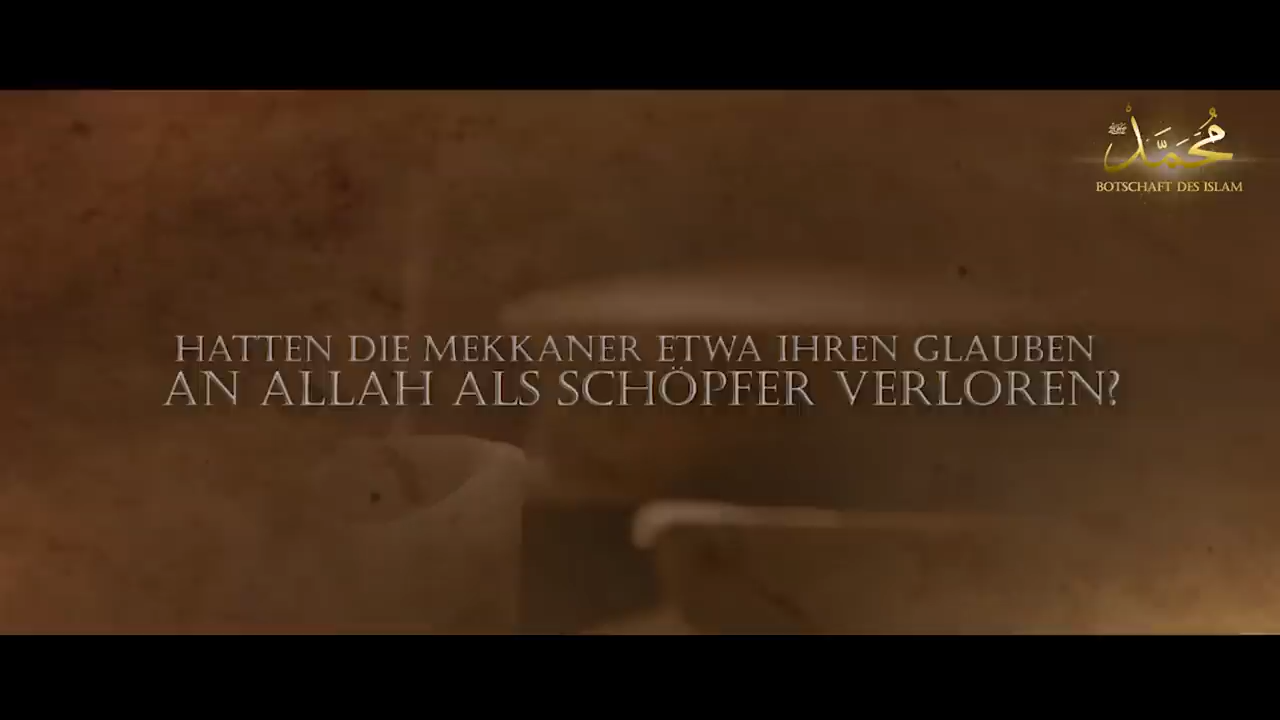 مُحَمَّد ﷺ
BOTSCHAFT DES ISLAM
HATTEN DIE MEKKANER ETWA IHREN GLAUBEN
AN ALLAH ALS SCHÖPFER VERLOREN?